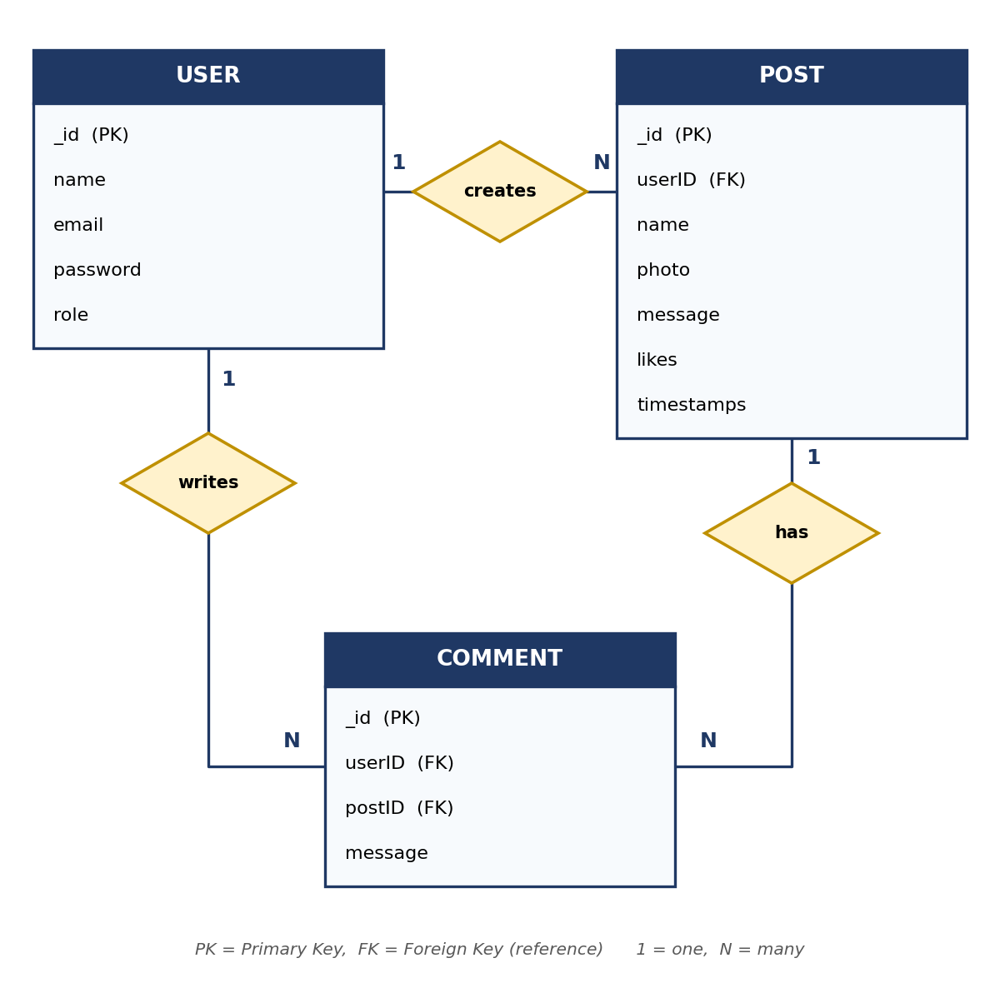 USER
_id  (PK)
name
email
password
role
1
creates
N
POST
_id  (PK)
userID  (FK)
name
photo
message
likes
timestamps
1
writes
N
1
has
N
COMMENT
_id  (PK)
userID  (FK)
postID  (FK)
message
PK = Primary Key,  FK = Foreign Key (reference)      1 = one,  N = many